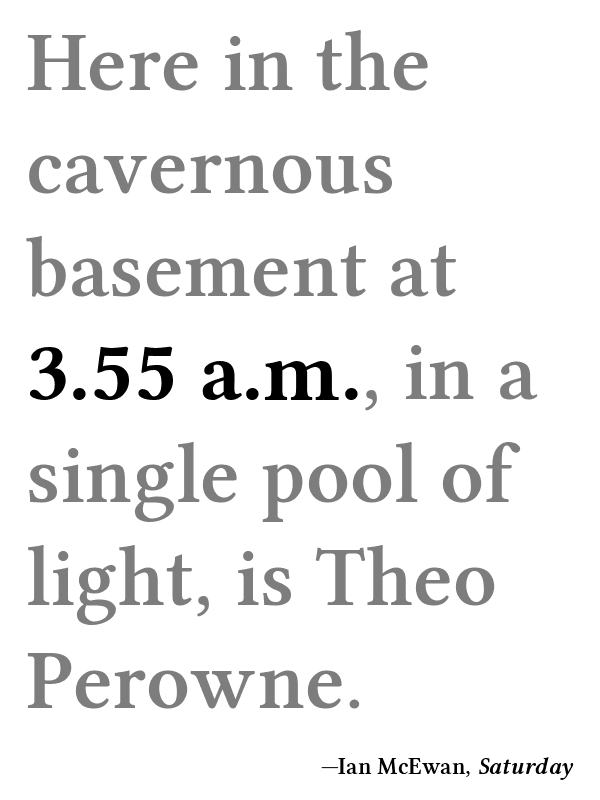 Here in the
cavernous
basement at
3.55 a.m., in a
single pool of
light, is Theo
Perowne.
—Ian McEwan, Saturday